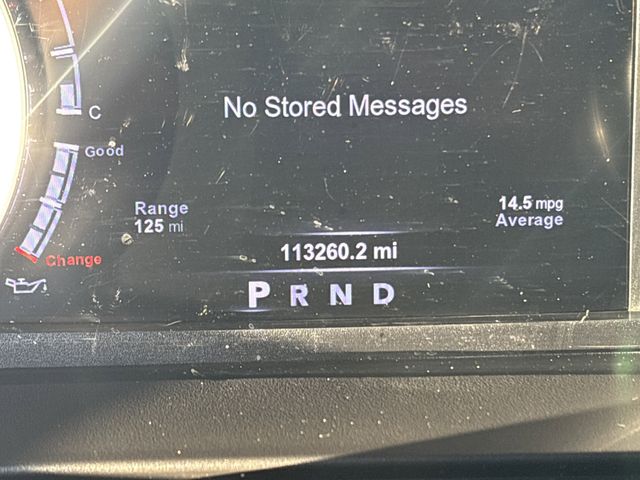 No Stored Messages
C
Good
Range
125 mi
14.5 mpg
Average
113260.2 mi
Change
P R N D